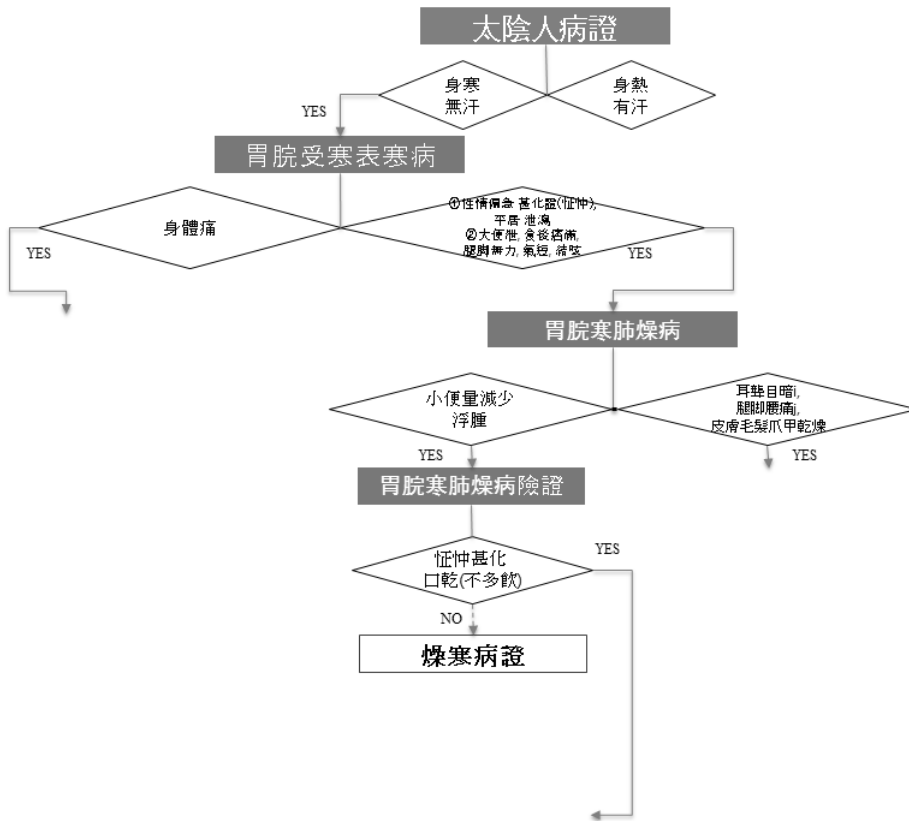 太陰人病證
身寒
無汗
身熱
有汗
YES
胃脘受寒表寒病
身體痛
①性情偏急 甚化證(怔忡),
平居 泄瀉
②大便泄, 食後痞滿,
腿脚無力, 氣短, 結咳
YES
YES
胃脘寒肺燥病
小便量減少
浮腫
耳聾目暗i,
腿脚腰痛j,
皮膚毛髮爪甲乾燥
YES
YES
胃脘寒肺燥病險證
怔忡甚化
口乾(不多飮)
YES
NO
燥寒病證